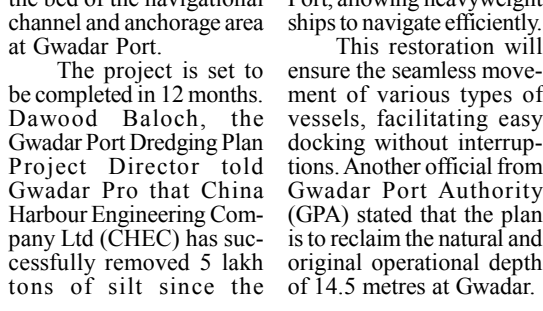 the bed of the navigational
channel and anchorage area
at Gwadar Port.
The project is set to
be completed in 12 months.
Dawood Baloch, the
Gwadar Port Dredging Plan
Project Director told
Gwadar Pro that China
Harbour Engineering Com-
pany Ltd (CHEC) has suc-
cessfully removed 5 lakh
tons of silt since the
Port, allowing heavyweight
ships to navigate efficiently.
This restoration will
ensure the seamless move-
ment of various types of
vessels, facilitating easy
docking without interrup-
tions. Another official from
Gwadar Port Authority
(GPA) stated that the plan
is to reclaim the natural and
original operational depth
of 14.5 metres at Gwadar.